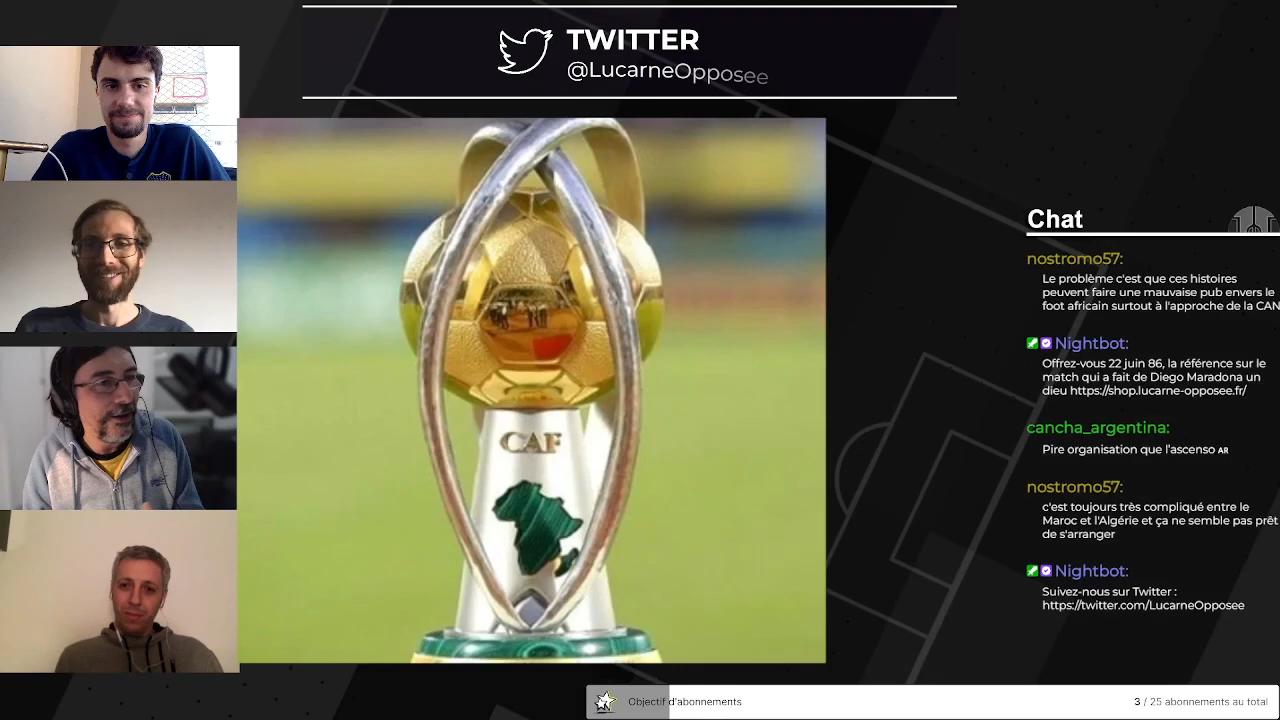 TWITTER
@LucarneOpposee
CAF
Chat
nostromo57:
Le problème c'est que ces histoires
peuvent faire une mauvaise pub envers le
foot africain surtout à l'approche de la CAN
Nightbot:
Offrez-vous 22 juin 86, la référence sur le
match qui a fait de Diego Maradona un
dieu https://shop.lucarne-opposee.fr/
cancha_argentina:
Pire organisation que l'ascenso AR
nostromo57:
c'est toujours très compliqué entre le
Maroc et l'Algérie et ça ne semble pas prêt
de s'arranger
Nightbot:
Suivez-nous sur Twitter :
https://twitter.com/LucarneOpposee
Objectif d'abonnements
3 / 25 abonnements au total